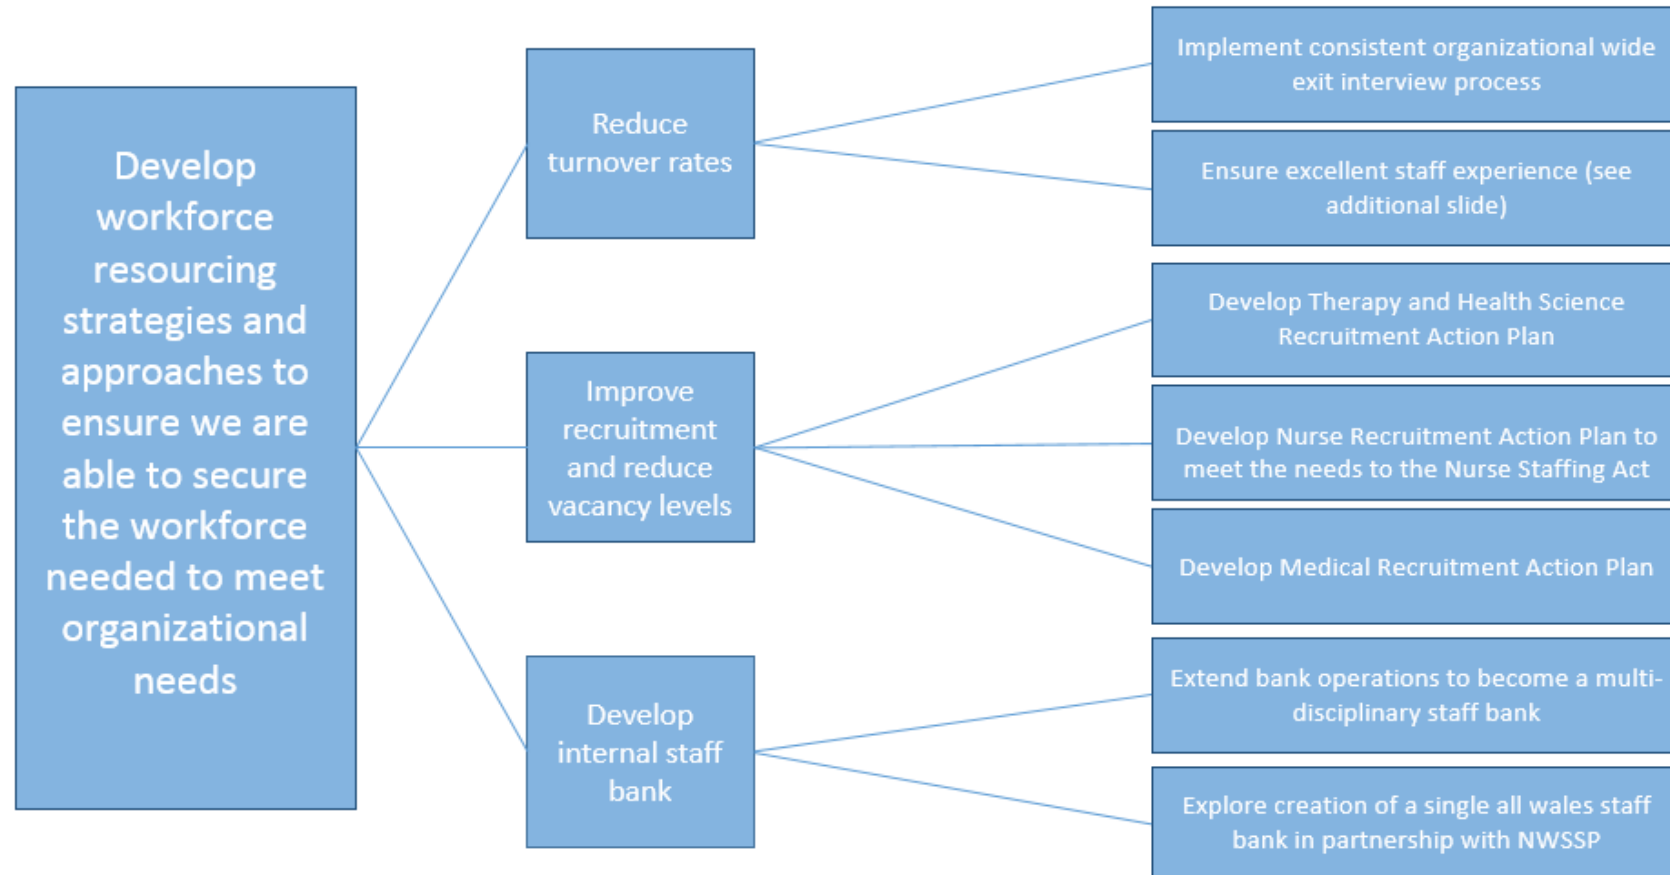 Develop
workforce
resourcing
strategies and
approaches to
ensure we are
able to secure
the workforce
needed to meet
organizational
needs
Reduce
turnover rates
Improve
recruitment
and reduce
vacancy levels
Develop
internal staff
bank
Implement consistent organizational wide
exit interview process
Ensure excellent staff experience (see
additional slide)
Develop Therapy and Health Science
Recruitment Action Plan
Develop Nurse Recruitment Action Plan to
meet the needs to the Nurse Staffing Act
Develop Medical Recruitment Action Plan
Extend bank operations to become a multi-
disciplinary staff bank
Explore creation of a single all wales staff
bank in partnership with NWSSP